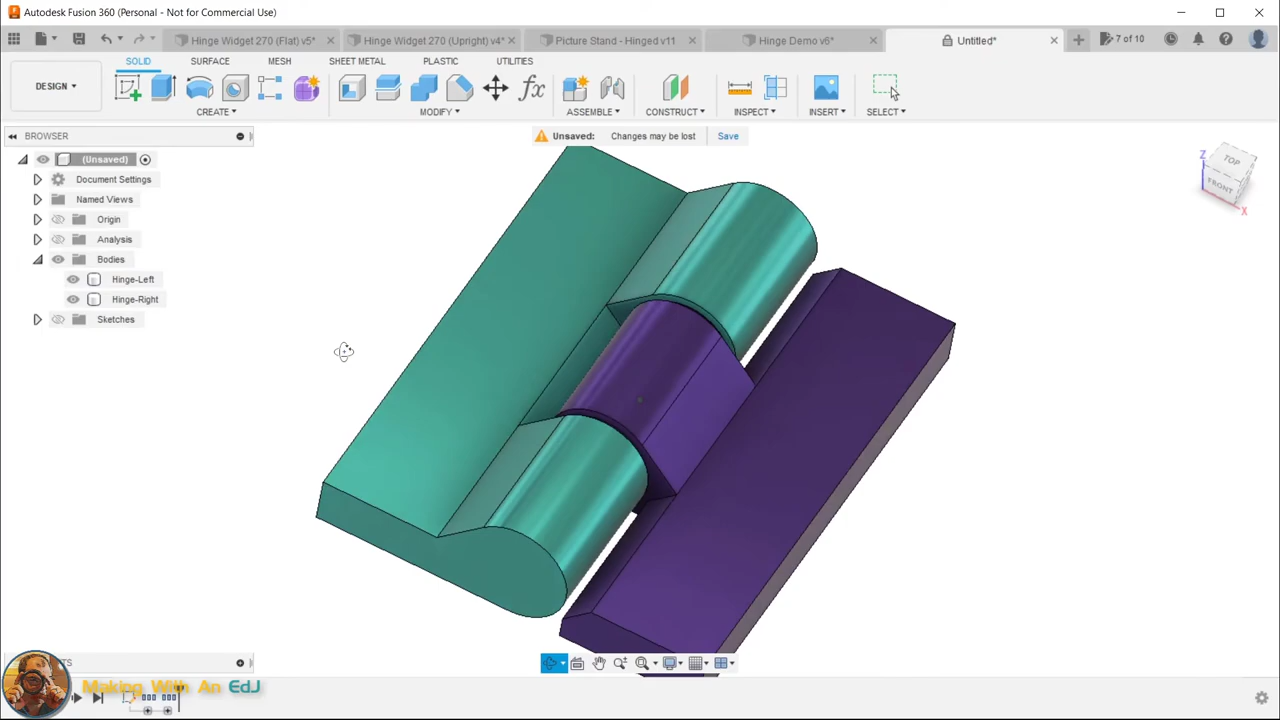 Autodesk Fusion 360 (Personal - Not for Commercial Use)
Hinge Widget 270 (Flat) v5*
Hinge Widget 270 (Upright) v4*
Picture Stand - Hinged v11
Hinge Demo v6*
Untitled*
7 of 10
SOLID
SURFACE
MESH
SHEET METAL
PLASTIC
UTILITIES
DESIGN
CREATE
MODIFY
ASSEMBLE
CONSTRUCT
INSPECT
INSERT
SELECT
BROWSER
Unsaved: Changes may be lost Save
(Unsaved)
Document Settings
Named Views
Origin
Analysis
Bodies
Hinge-Left
Hinge-Right
Sketches
TOP
FRONT
Z
X
Making With An EdJ